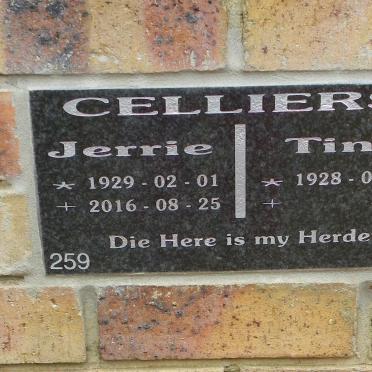 CELLIERS
Jerrie Tin
* 1929 - 02 - 01 * 1928 - 0
+ 2016 - 08 - 25 +
Die Here is my Herde
259